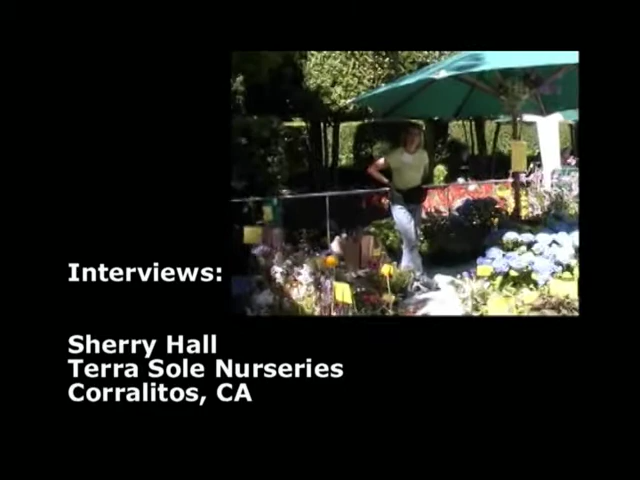 Interviews:
Sherry Hall
Terra Sole Nurseries
Corralitos, CA